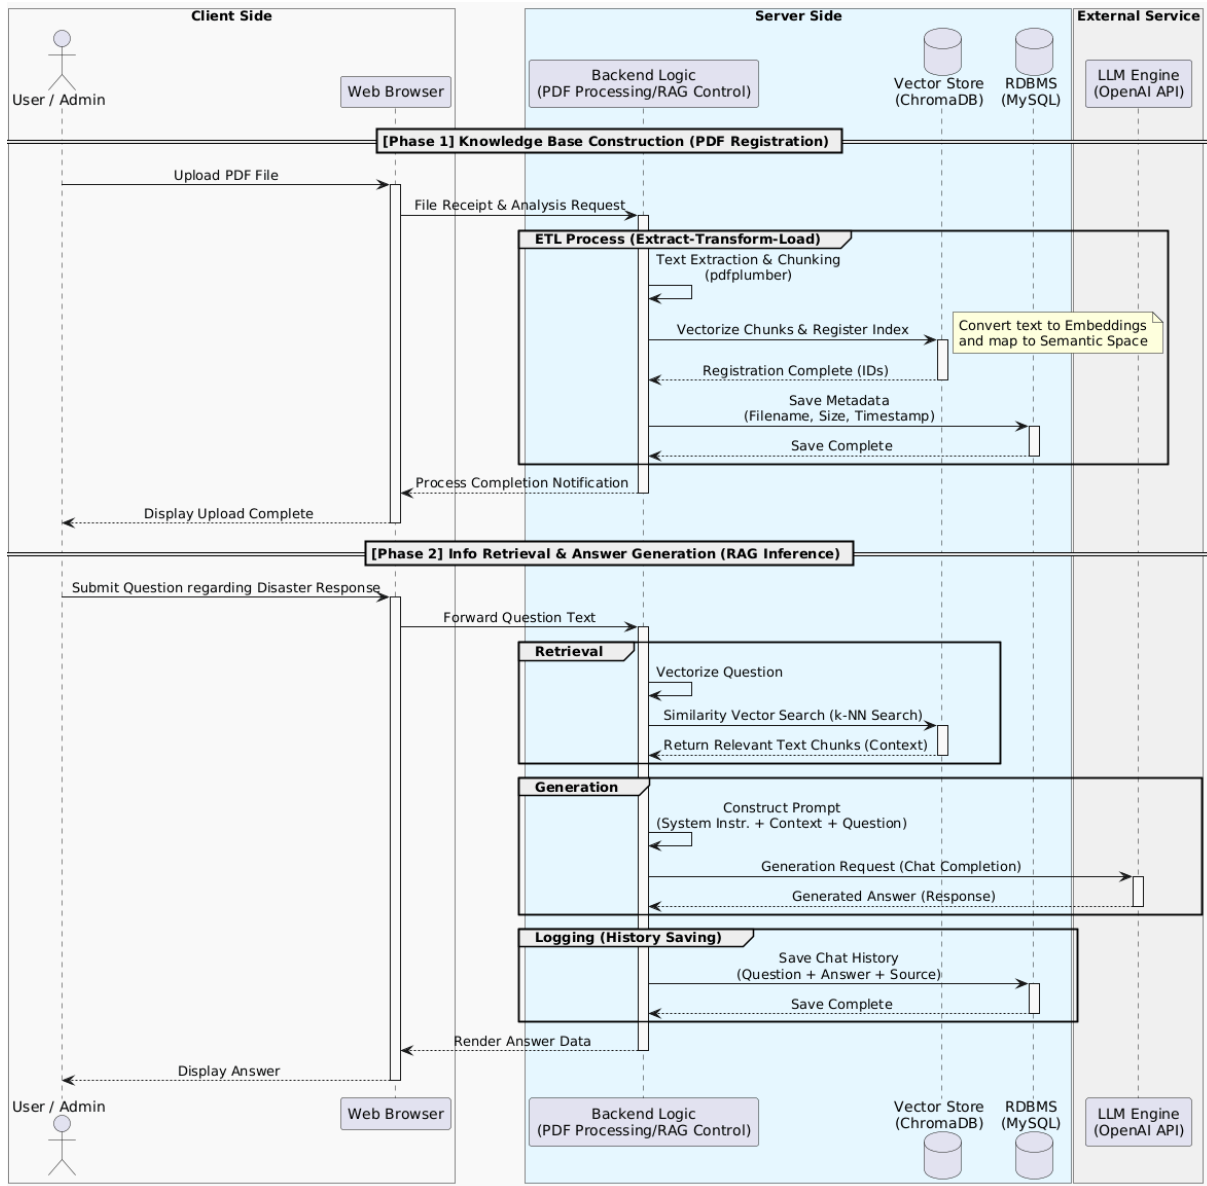 Client Side
Server Side
External Service
User / Admin
Web Browser
Backend Logic
(PDF Processing/RAG Control)
Vector Store
(ChromaDB)
RDBMS
(MySQL)
LLM Engine
(OpenAI API)
[Phase 1] Knowledge Base Construction (PDF Registration)
Upload PDF File
File Receipt & Analysis Request
ETL Process (Extract-Transform-Load)
Text Extraction & Chunking
(pdfplumber)
Vectorize Chunks & Register Index
Convert text to Embeddings
and map to Semantic Space
Registration Complete (IDs)
Save Metadata
(Filename, Size, Timestamp)
Save Complete
Process Completion Notification
Display Upload Complete
[Phase 2] Info Retrieval & Answer Generation (RAG Inference)
Submit Question regarding Disaster Response
Forward Question Text
Retrieval
Vectorize Question
Similarity Vector Search (k-NN Search)
Return Relevant Text Chunks (Context)
Generation
Construct Prompt
(System Instr. + Context + Question)
Generation Request (Chat Completion)
Generated Answer (Response)
Logging (History Saving)
Save Chat History
(Question + Answer + Source)
Save Complete
Render Answer Data
Display Answer
User / Admin
Web Browser
Backend Logic
(PDF Processing/RAG Control)
Vector Store
(ChromaDB)
RDBMS
(MySQL)
LLM Engine
(OpenAI API)